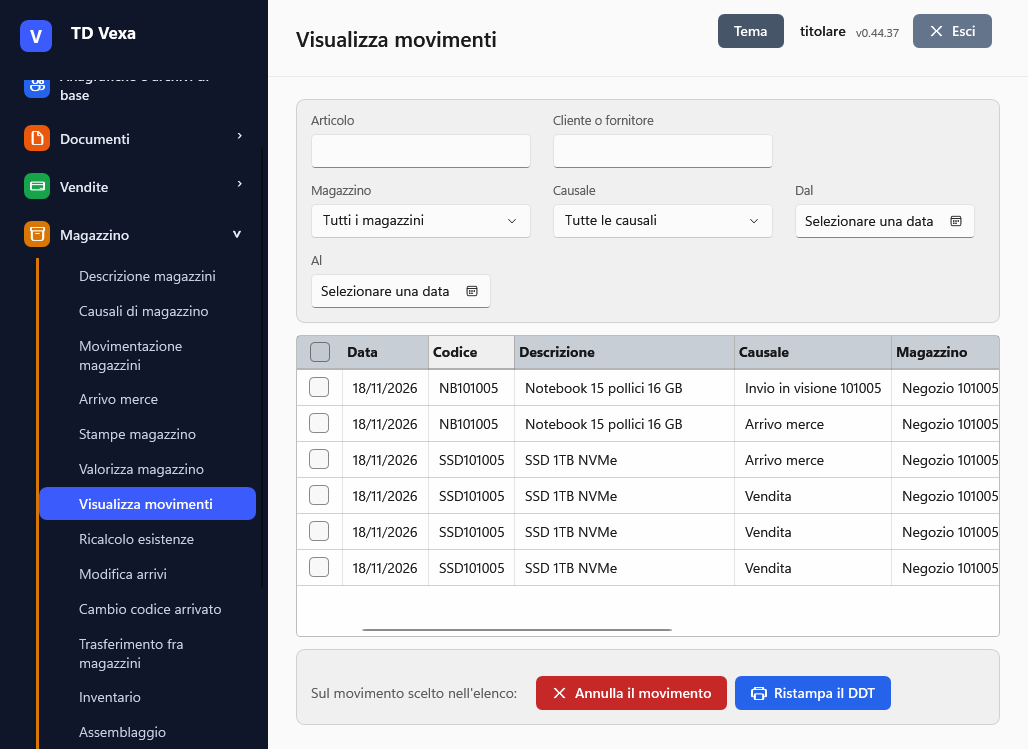 V TD Vexa
Anagrafiche e archivi di
base
Documenti
Vendite
Magazzino
Descrizione magazzini
Causali di magazzino
Movimentazione
magazzini
Arrivo merce
Stampe magazzino
Valorizza magazzino
Visualizza movimenti
Ricalcolo esistenze
Modifica arrivi
Cambio codice arrivato
Trasferimento fra
magazzini
Inventario
Assemblaggio
Visualizza movimenti
Tema titolare v0.44.37 Esci
Articolo Cliente o fornitore
Magazzino Causale Dal
Tutti i magazzini Tutte le causali Selezionare una data
Al
Selezionare una data
Data Codice Descrizione Causale Magazzino
18/11/2026 NB101005 Notebook 15 pollici 16 GB Invio in visione 101005 Negozio 101005
18/11/2026 NB101005 Notebook 15 pollici 16 GB Arrivo merce Negozio 101005
18/11/2026 SSD101005 SSD 1TB NVMe Arrivo merce Negozio 101005
18/11/2026 SSD101005 SSD 1TB NVMe Vendita Negozio 101005
18/11/2026 SSD101005 SSD 1TB NVMe Vendita Negozio 101005
18/11/2026 SSD101005 SSD 1TB NVMe Vendita Negozio 101005
Sul movimento scelto nell'elenco: Annulla il movimento Ristampa il DDT